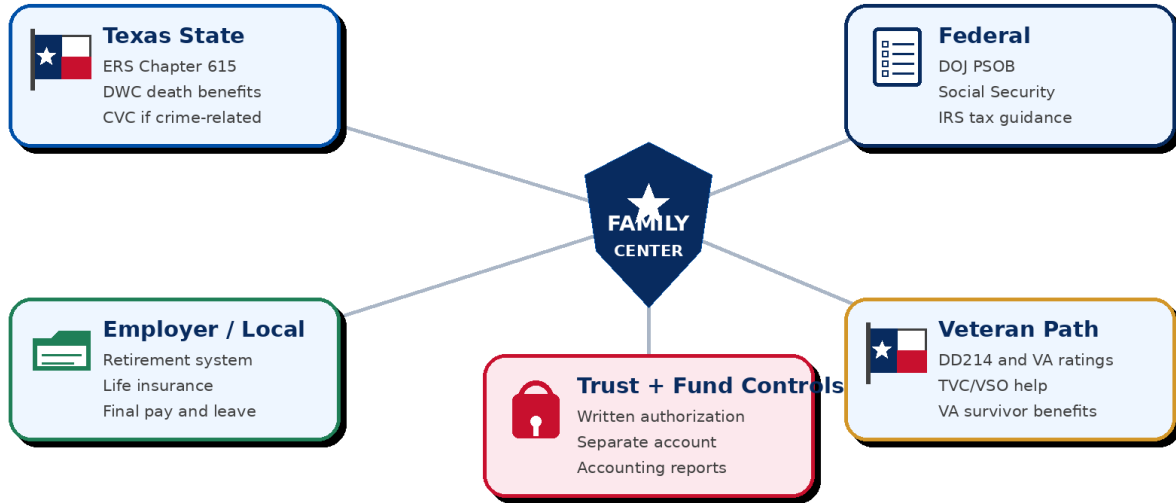 Texas State
ERS Chapter 615
DWC death benefits
CVC if crime-related
Federal
DOJ PSOB
Social Security
IRS tax guidance
FAMILY
CENTER
Employer / Local
Retirement system
Life insurance
Final pay and leave
Trust + Fund Controls
Written authorization
Separate account
Accounting reports
Veteran Path
DD214 and VA ratings
TVC/VSO help
VA survivor benefits